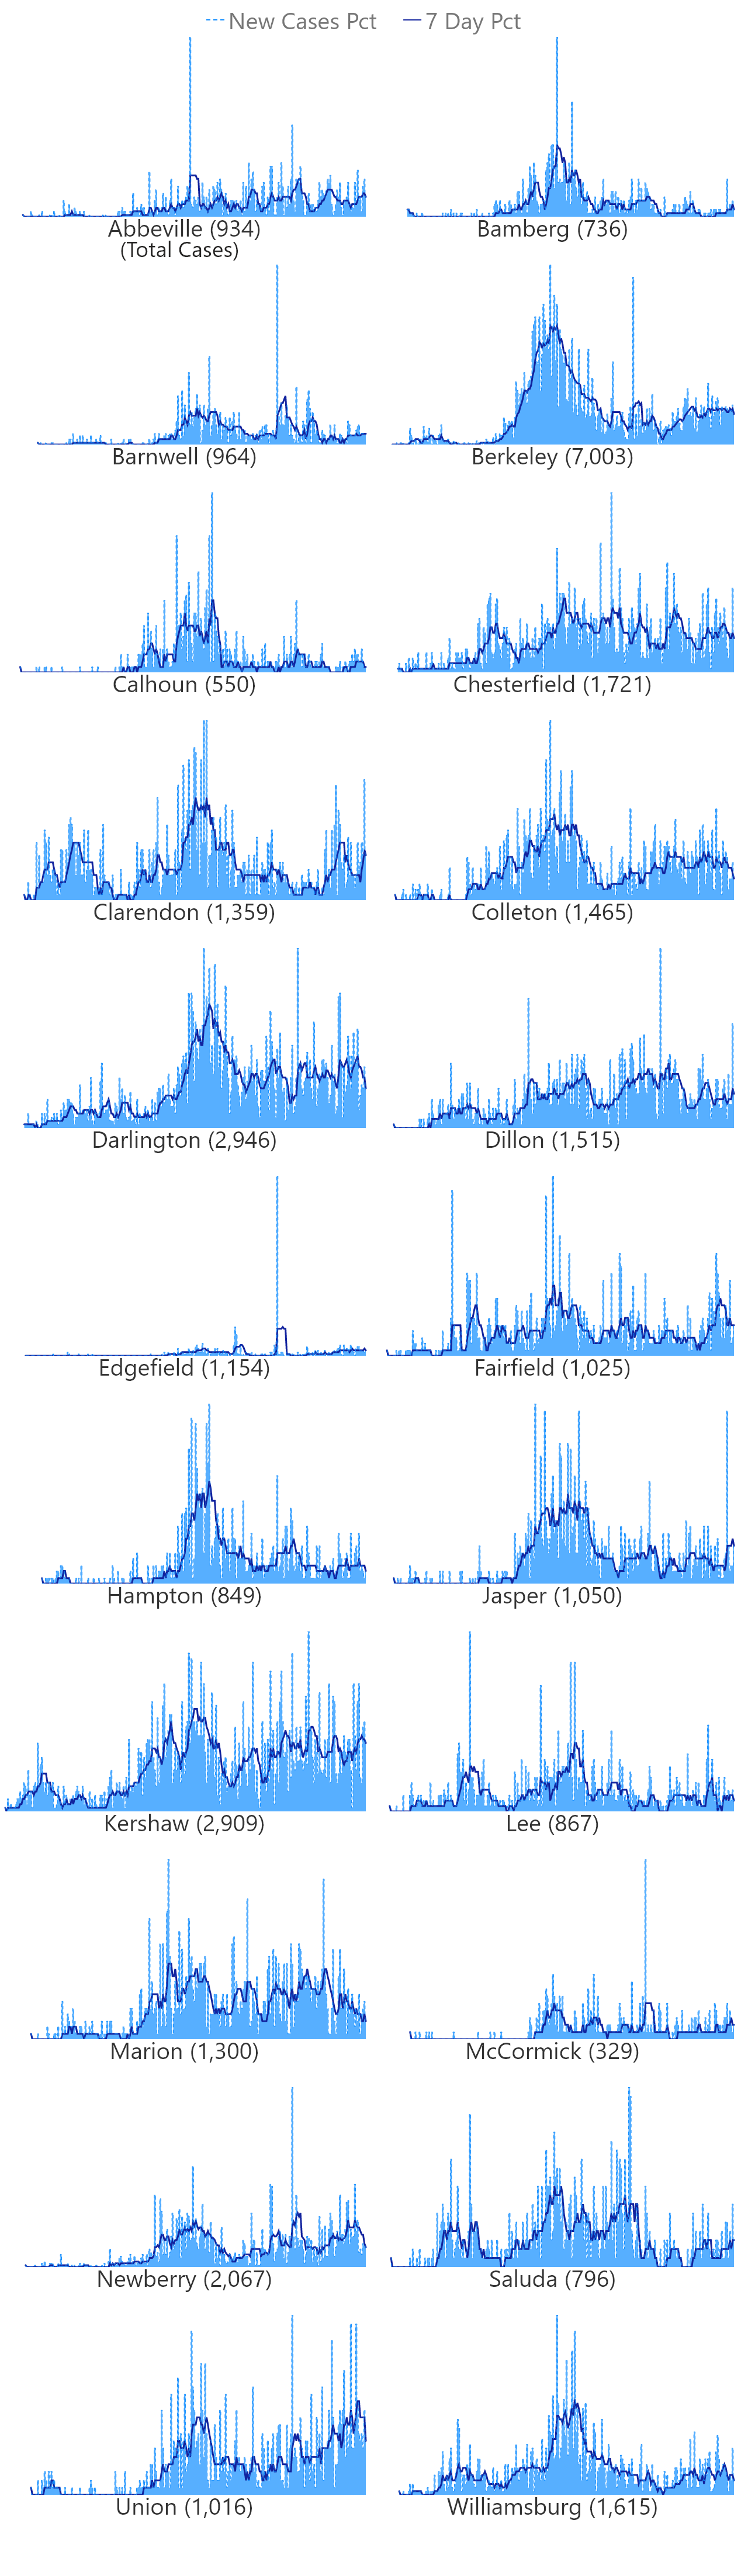 New Cases Pct 7 Day Pct
Abbeville (934) Bamberg (736)
(Total Cases)
Barnwell (964) Berkeley (7,003)
Calhoun (550) Chesterfield (1,721)
Clarendon (1,359) Colleton (1,465)
Darlington (2,946) Dillon (1,515)
Edgefield (1,154) Fairfield (1,025)
Hampton (849) Jasper (1,050)
Kershaw (2,909) Lee (867)
Marion (1,300) McCormick (329)
Newberry (2,067) Saluda (796)
Union (1,016) Williamsburg (1,615)